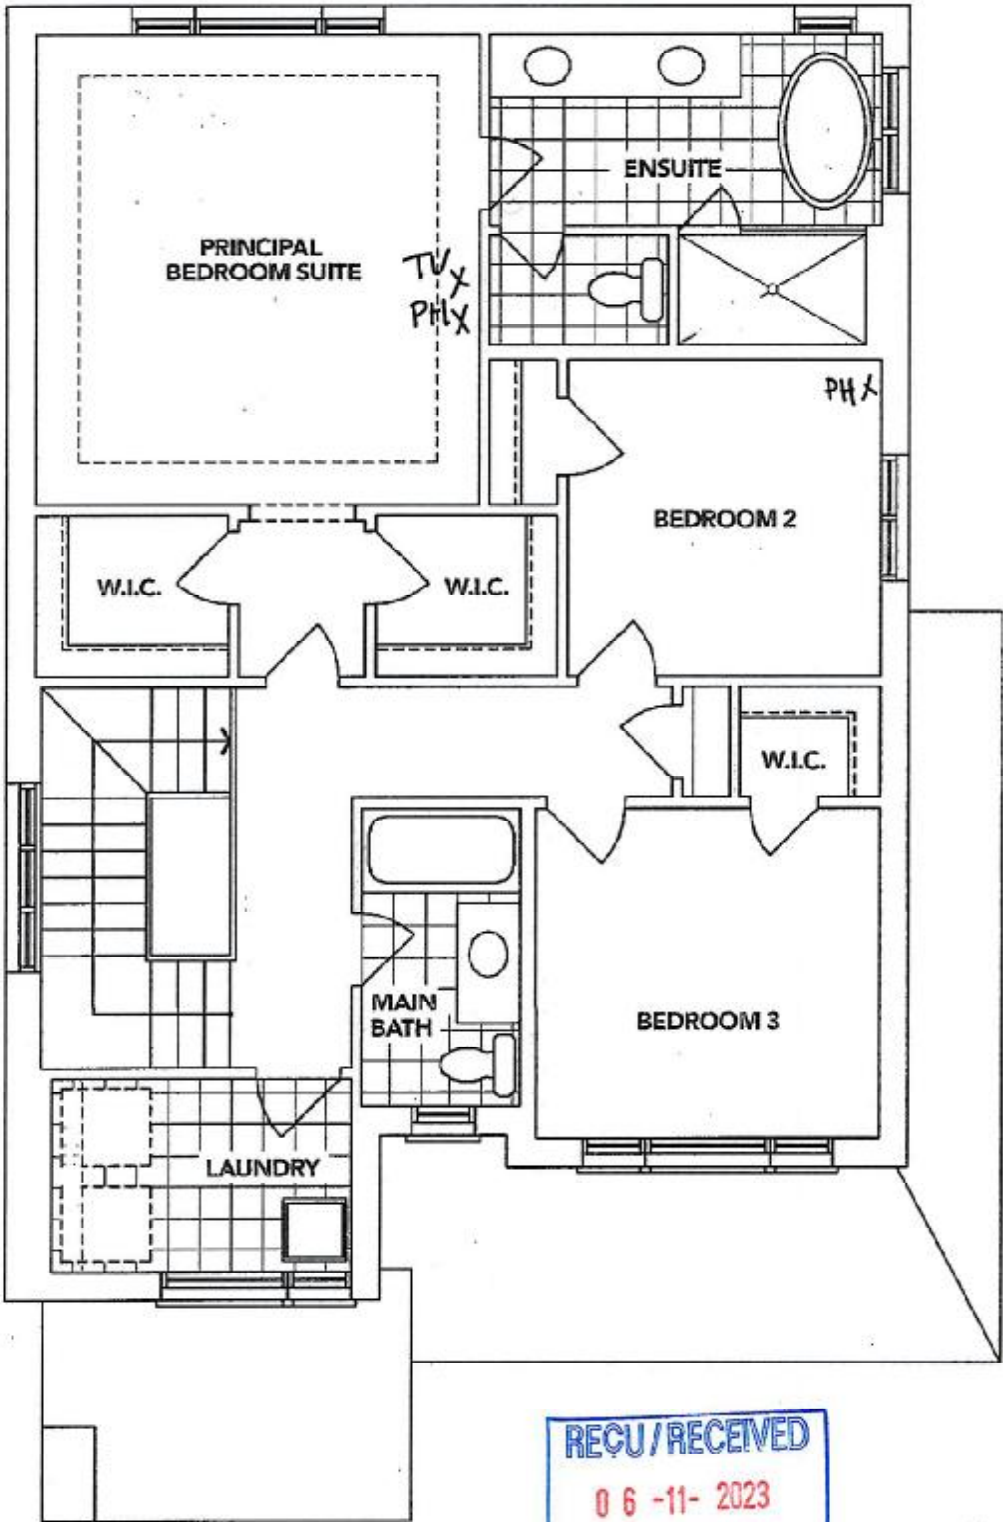 ENSUITE
PRINCIPAL
BEDROOM SUITE
TV X
PH X
PH X
BEDROOM 2
W.I.C.
W.I.C.
W.I.C.
MAIN
BATH
BEDROOM 3
LAUNDRY
REÇU / RECEIVED
06 -11- 2023